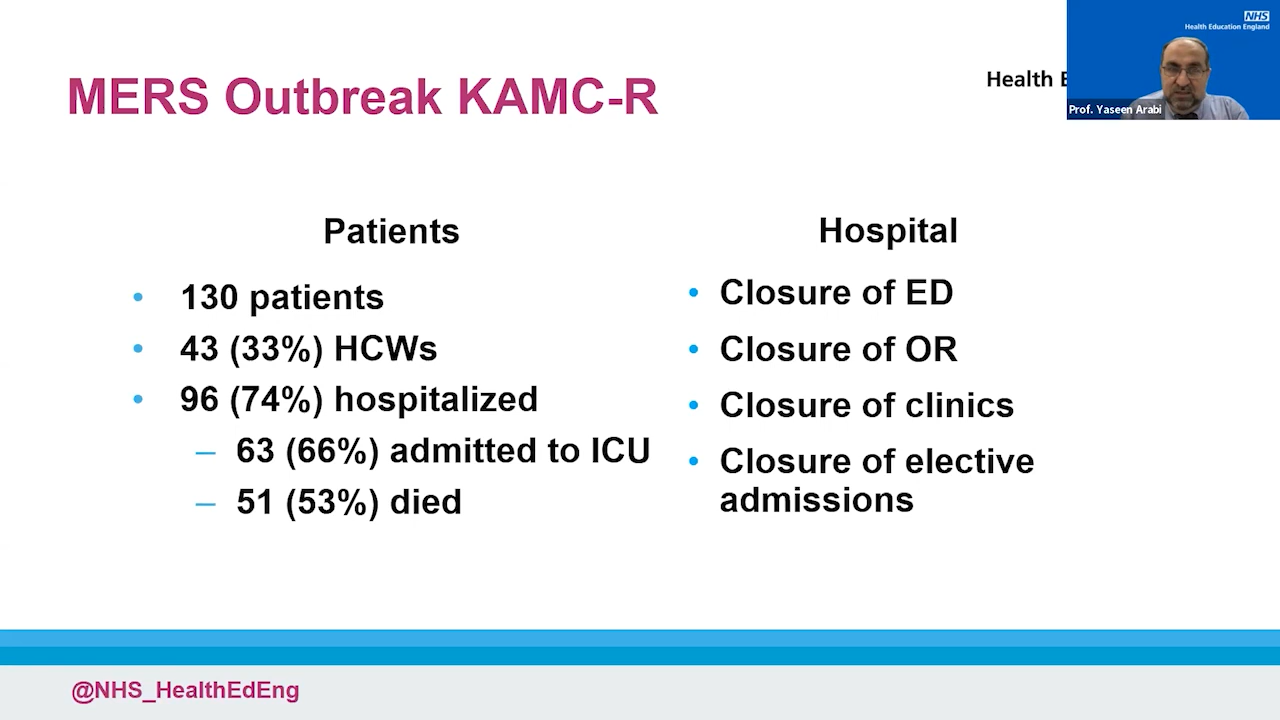 NHS
Health Education England
Prof. Yaseen Arabi
MERS Outbreak KAMC-R
Health E
Patients
• 130 patients
• 43 (33%) HCWs
• 96 (74%) hospitalized
– 63 (66%) admitted to ICU
– 51 (53%) died
Hospital
• Closure of ED
• Closure of OR
• Closure of clinics
• Closure of elective
admissions
@NHS_HealthEdEng